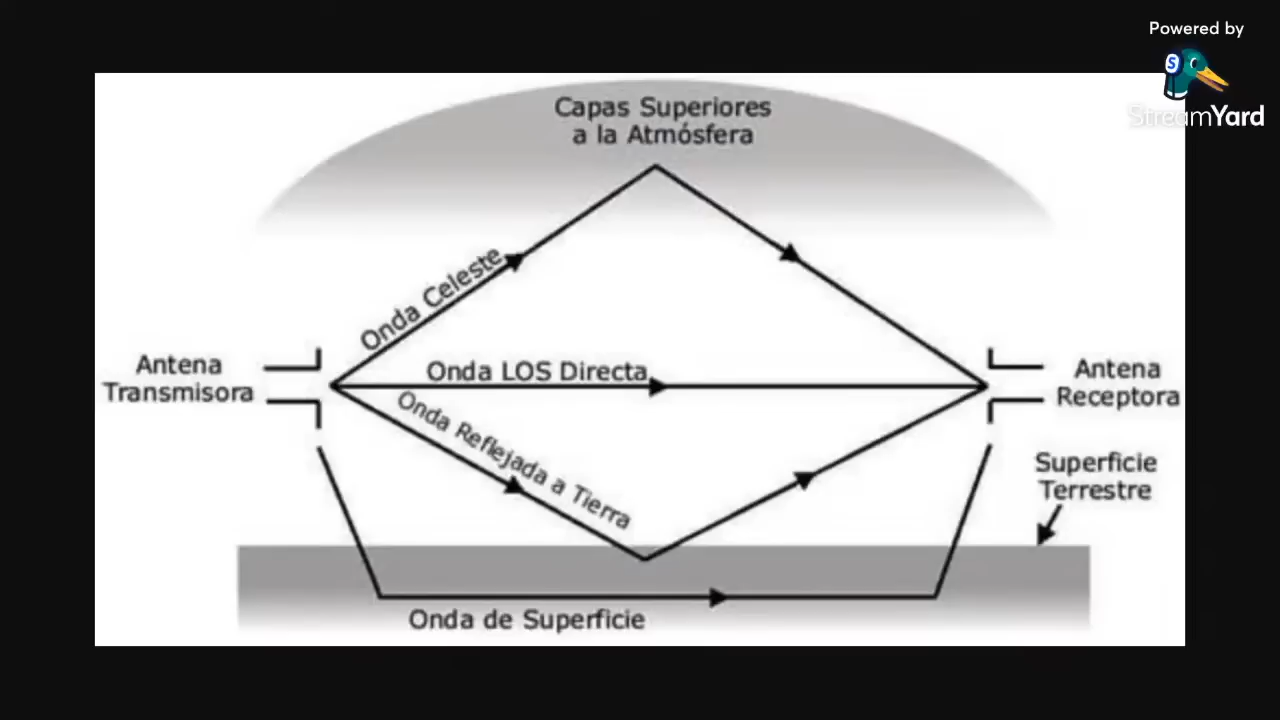 Powered by
StreamYard
Capas Superiores
a la Atmósfera
Onda Celeste
Antena
Transmisora
Onda LOS Directa
Antena
Receptora
Onda Reflejada a Tierra
Superficie
Terrestre
Onda de Superficie